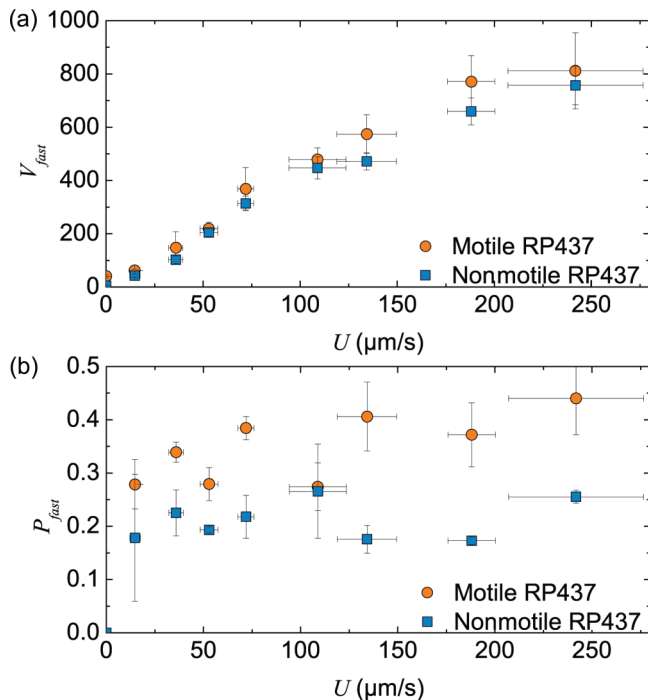 (a)
1000
800
600
400
200
0
V_fast
Motile RP437
Nonmotile RP437
0 50 100 150 200 250
U (μm/s)
(b)
0.5
0.4
0.3
0.2
0.1
0.0
P_fast
Motile RP437
Nonmotile RP437
0 50 100 150 200 250
U (μm/s)